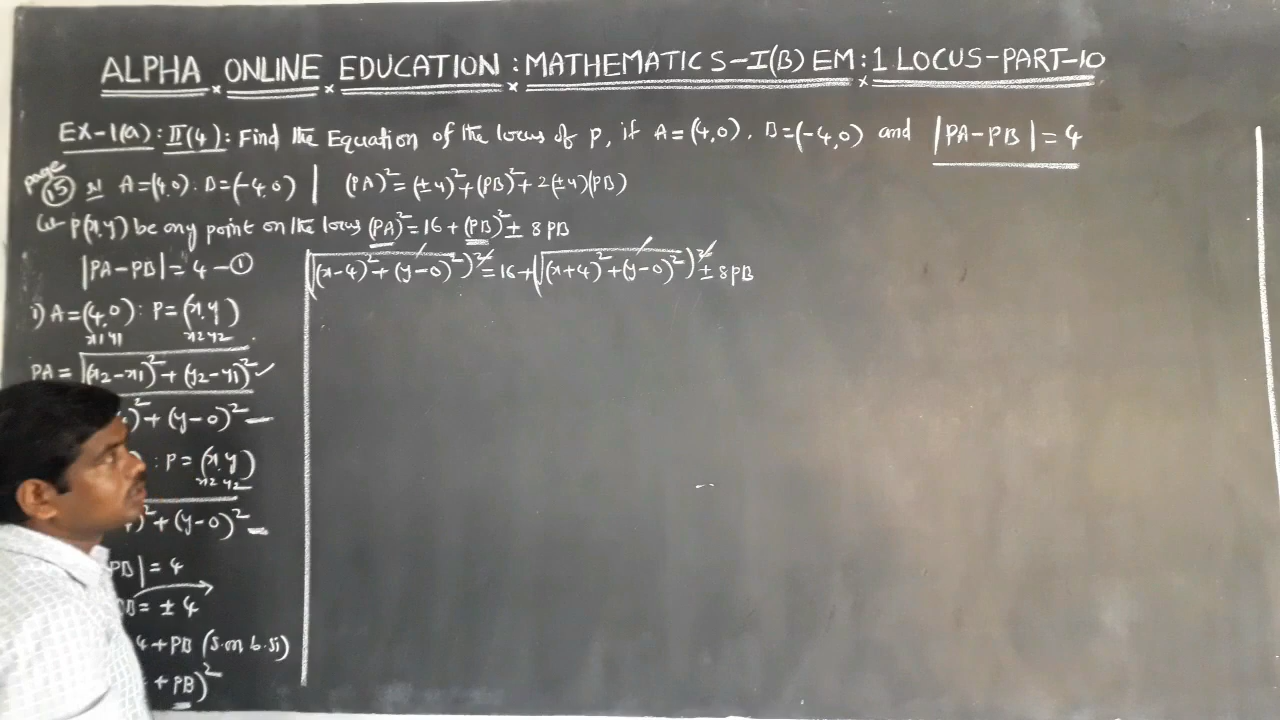 ALPHA ONLINE EDUCATION : MATHEMATICS-I(B) EM : 1 LOCUS-PART-10
EX-1(a) : II(4) : Find the Equation of the locus of P, if A=(4,0), B=(-4,0) and |PA-PB|=4
page 15
A=(4,0). B=(-4,0)
Let P(x,y) be any point on the locus
|PA-PB|=4-①
i) A=(4,0): P=(x,y)
x1 y1 x2 y2
PA=√(x2-x1)²+(y2-y1)² ✓
)²+(y-0)²
: P=(x,y)
x2 y2
)²+(y-0)²
PB|=4
B=±4
4+PB (s.on b.si)
+PB)²
(PA)²=(±4)²+(PB)²+2(±4)(PB)
(PA)²=16+(PB)²±8PB
(√(x-4)²+(y-0)²)²=16+(√(x+4)²+(y-0)²)²±8PB